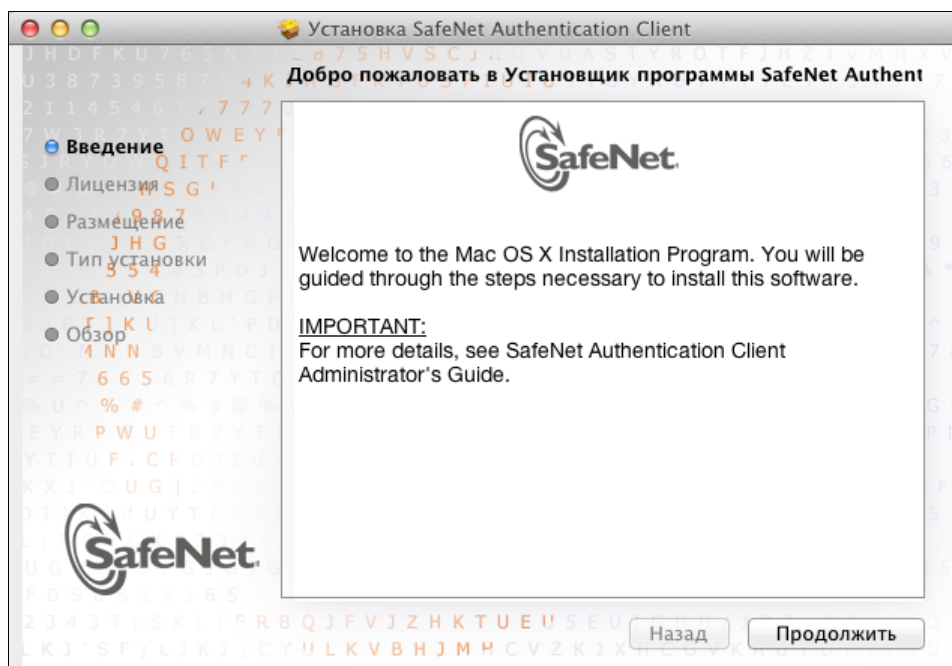 Установка SafeNet Authentication Client
Добро пожаловать в Установщик программы SafeNet Authent
Введение
Лицензия
Размещение
Тип установки
Установка
Обзор
SafeNet.
Welcome to the Mac OS X Installation Program. You will be
guided through the steps necessary to install this software.
IMPORTANT:
For more details, see SafeNet Authentication Client
Administrator's Guide.
SafeNet.
Назад
Продолжить